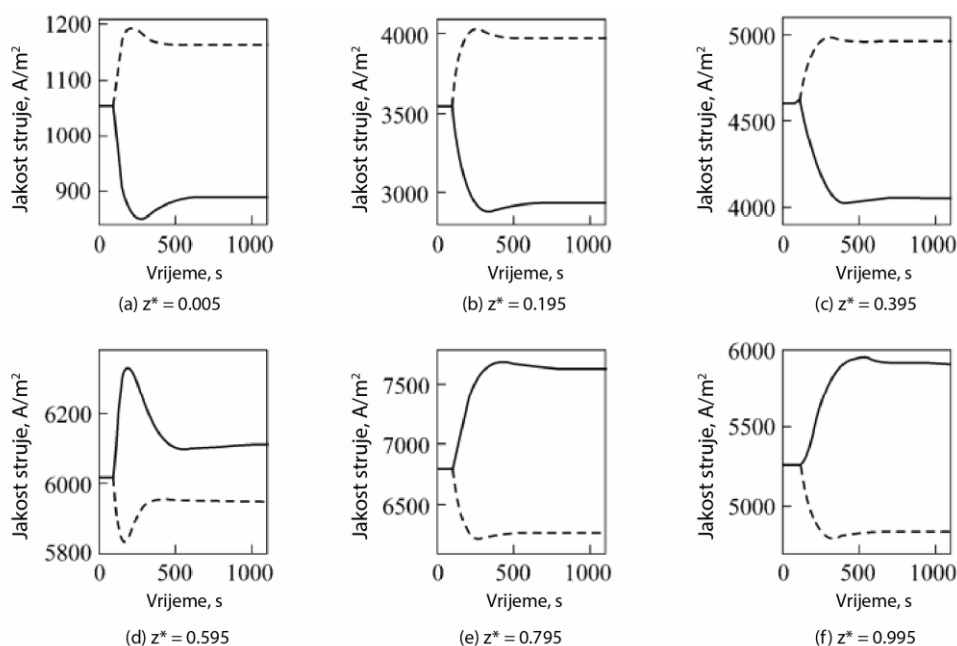 Jakost struje, A/m²
1200
1100
1000
900
0 500 1000
Vrijeme, s
(a) z* = 0.005
Jakost struje, A/m²
4000
3500
3000
0 500 1000
Vrijeme, s
(b) z* = 0.195
Jakost struje, A/m²
5000
4500
4000
0 500 1000
Vrijeme, s
(c) z* = 0.395
Jakost struje, A/m²
6200
6000
5800
0 500 1000
Vrijeme, s
(d) z* = 0.595
Jakost struje, A/m²
7500
7000
6500
0 500 1000
Vrijeme, s
(e) z* = 0.795
Jakost struje, A/m²
6000
5500
5000
0 500 1000
Vrijeme, s
(f) z* = 0.995